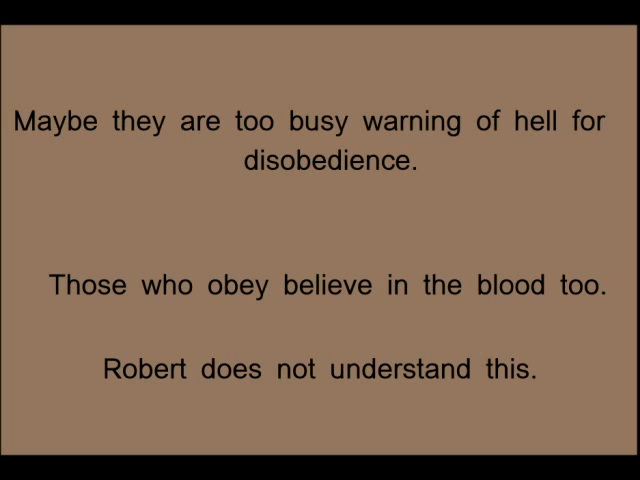 Maybe they are too busy warning of hell for
disobedience.
Those who obey believe in the blood too.
Robert does not understand this.